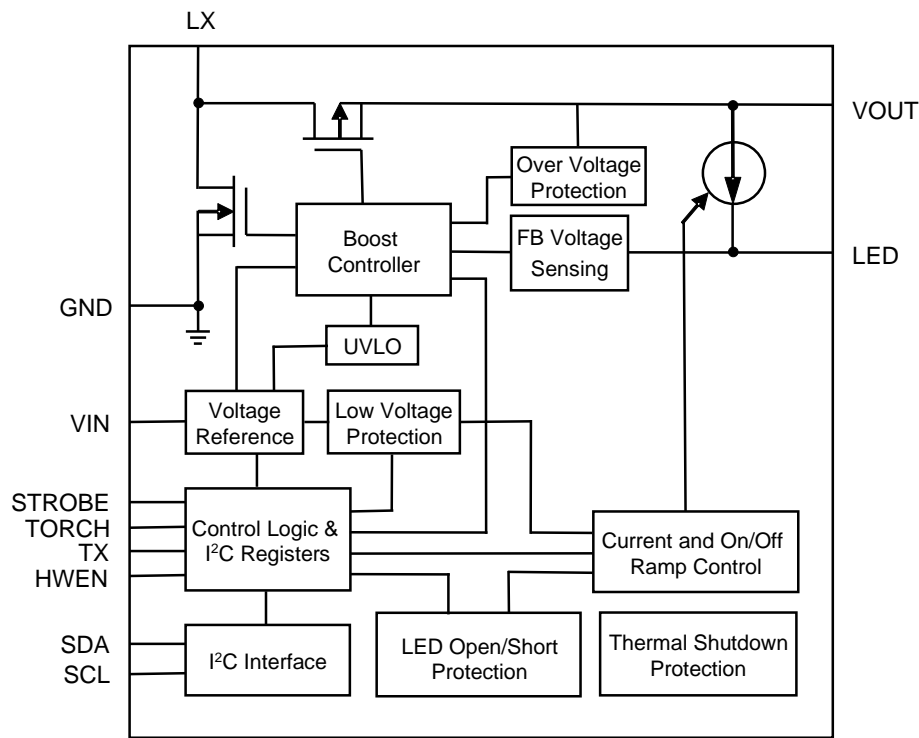 LX
VOUT
Over Voltage
Protection
Boost
Controller
FB Voltage
Sensing
LED
GND
UVLO
VIN
Voltage
Reference
Low Voltage
Protection
STROBE
TORCH
TX
HWEN
Control Logic &
I²C Registers
Current and On/Off
Ramp Control
SDA
SCL
I²C Interface
LED Open/Short
Protection
Thermal Shutdown
Protection